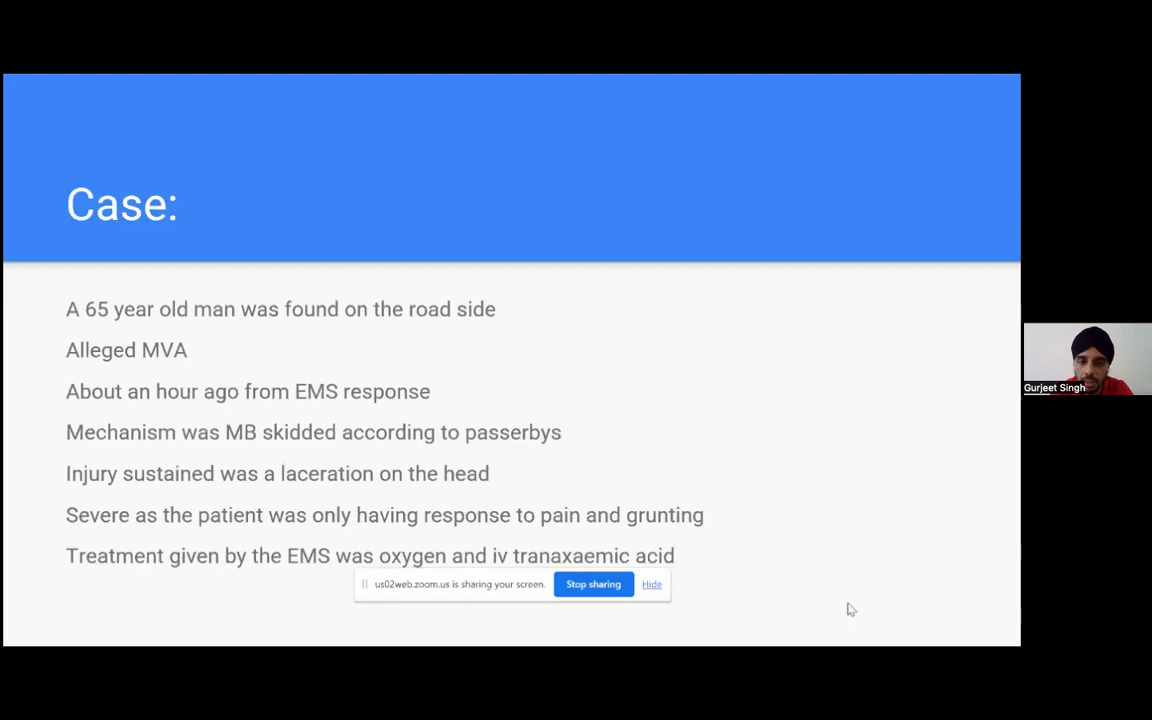 Case:
A 65 year old man was found on the road side
Alleged MVA
About an hour ago from EMS response
Mechanism was MB skidded according to passerbys
Injury sustained was a laceration on the head
Severe as the patient was only having response to pain and grunting
Treatment given by the EMS was oxygen and iv tranaxaemic acid
us02web.zoom.us is sharing your screen. Stop sharing Hide
Gurjeet Singh